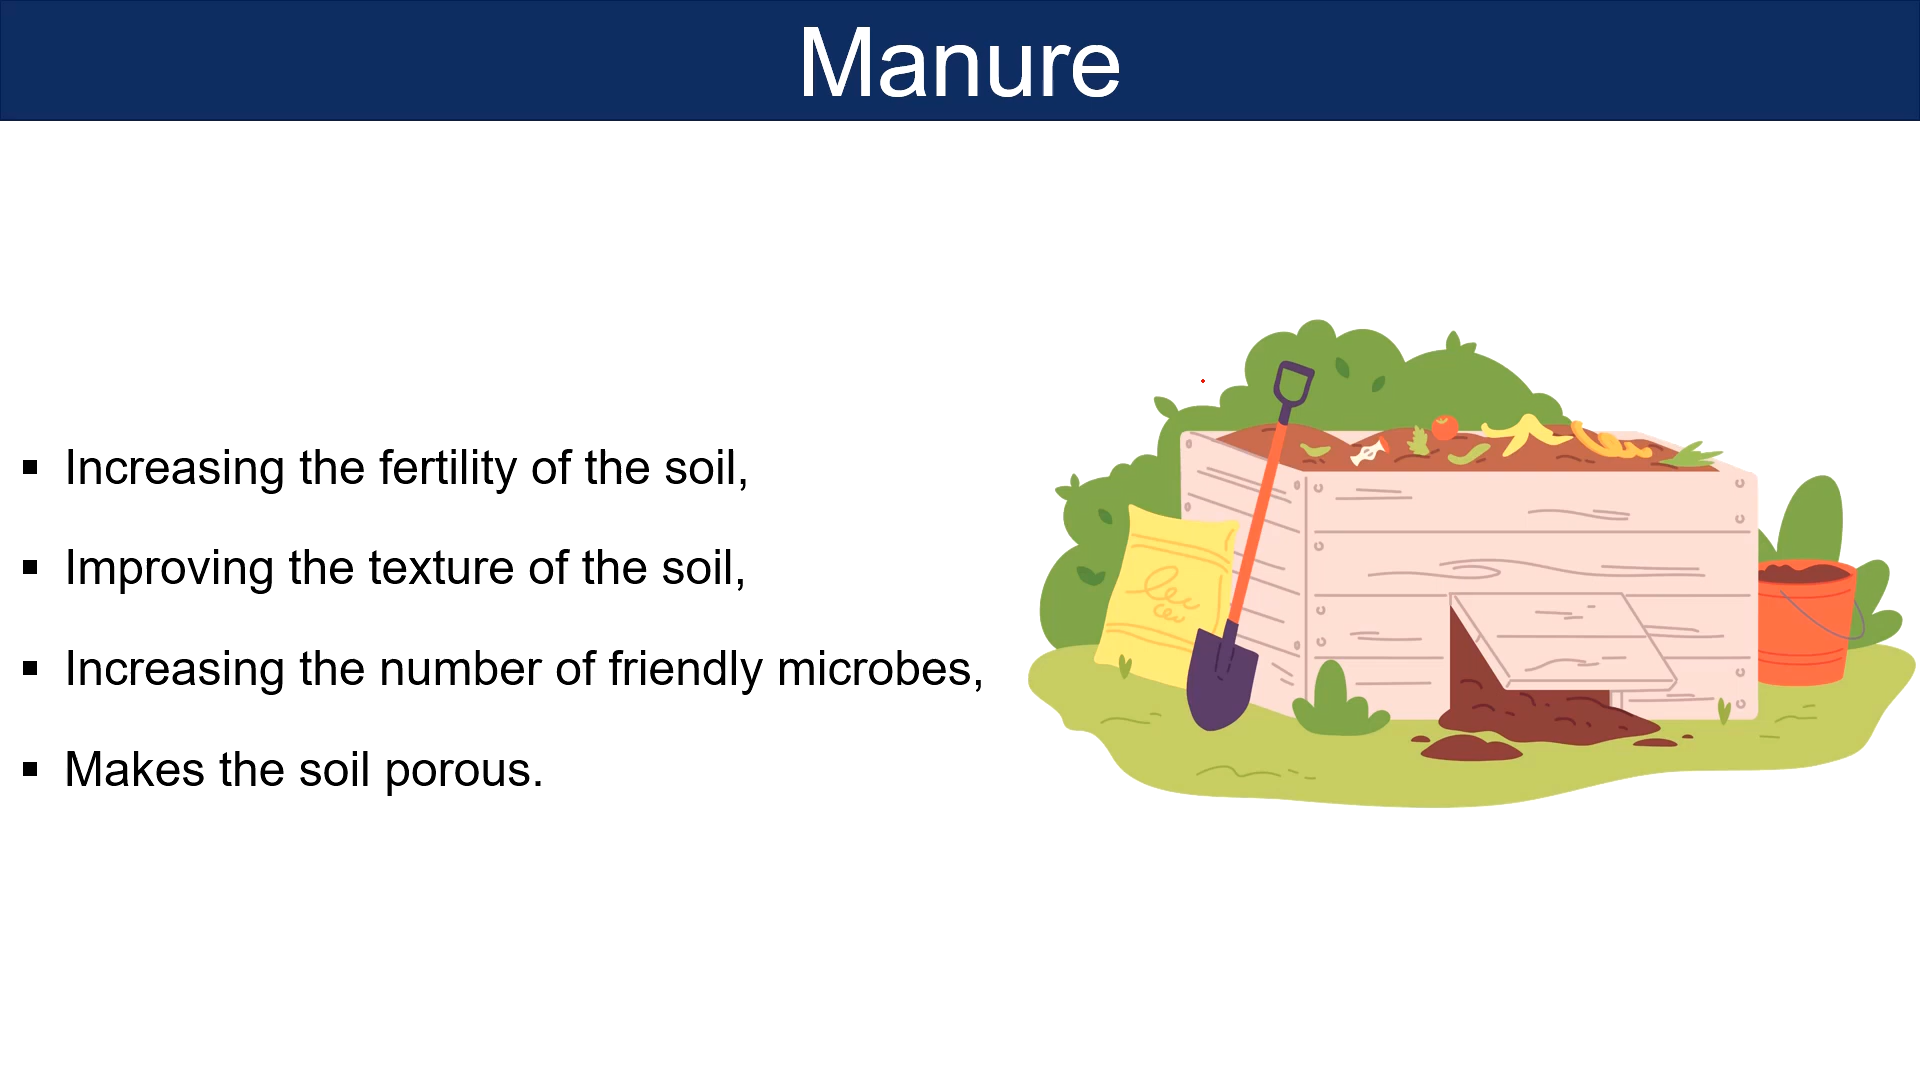 Manure
▪ Increasing the fertility of the soil,
▪ Improving the texture of the soil,
▪ Increasing the number of friendly microbes,
▪ Makes the soil porous.